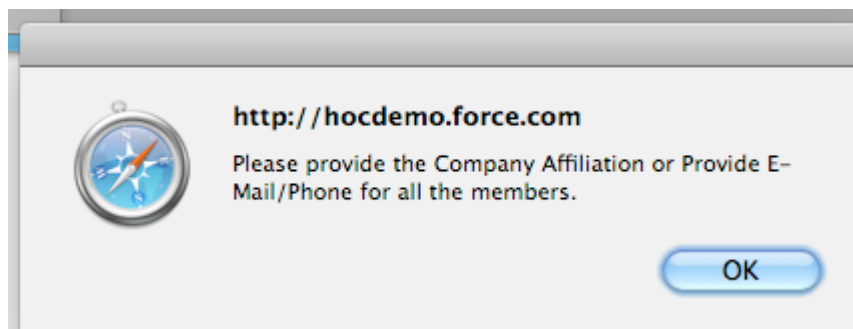 http://hocdemo.force.com
Please provide the Company Affiliation or Provide E-
Mail/Phone for all the members.
OK